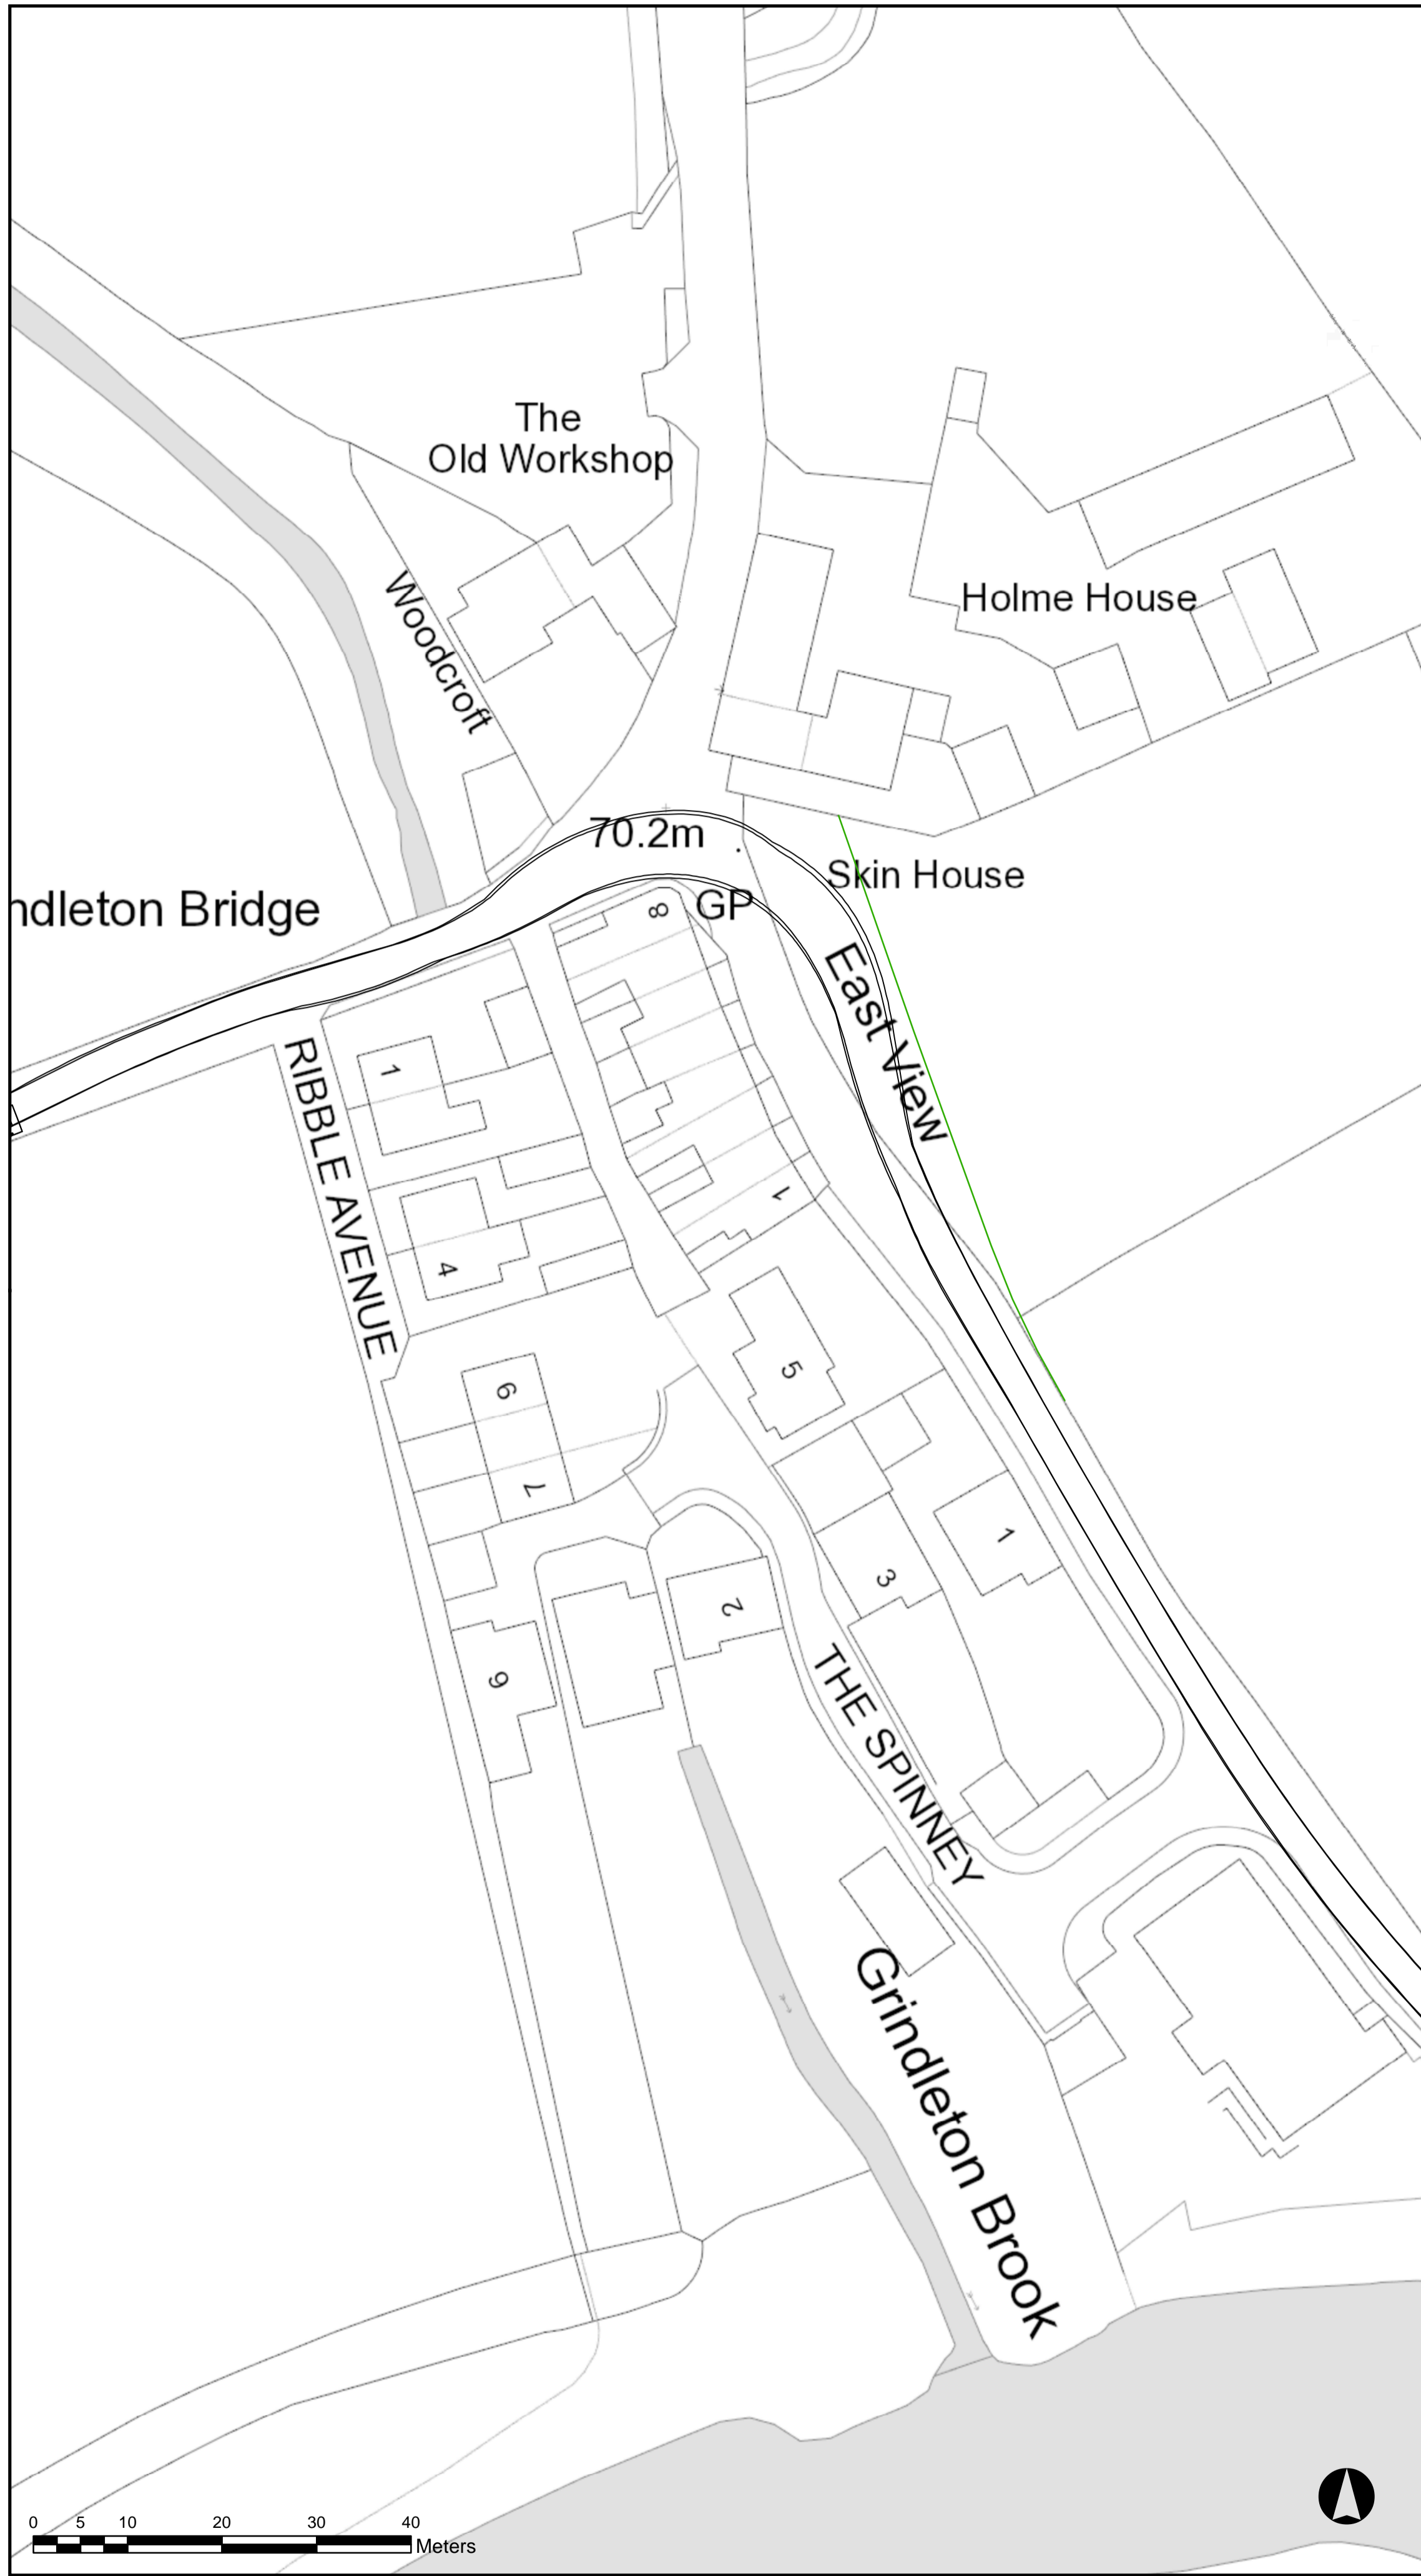 The
Old Workshop
Woodcroft
Holme House
70.2m
Skin House
ndleton Bridge
8
GP
East View
RIBBLE AVENUE
1
1
4
5
6
7
1
3
2
9
THE SPINNEY
Grindleton Brook
0 5 10 20 30 40
Meters